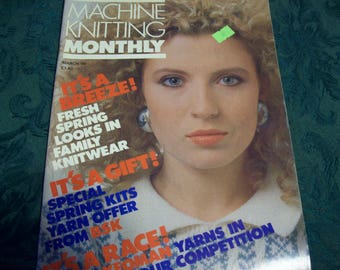 MACHINE
KNITTING
MONTHLY
IT'S A
BREEZE!
FRESH
SPRING
LOOKS IN
FAMILY
KNITWEAR
IT'S A GIFT!
SPECIAL
SPRING KITS
YARN OFFER
FROM BSK
IT'S A RACE!
YARNS IN
OUR COMPETITION